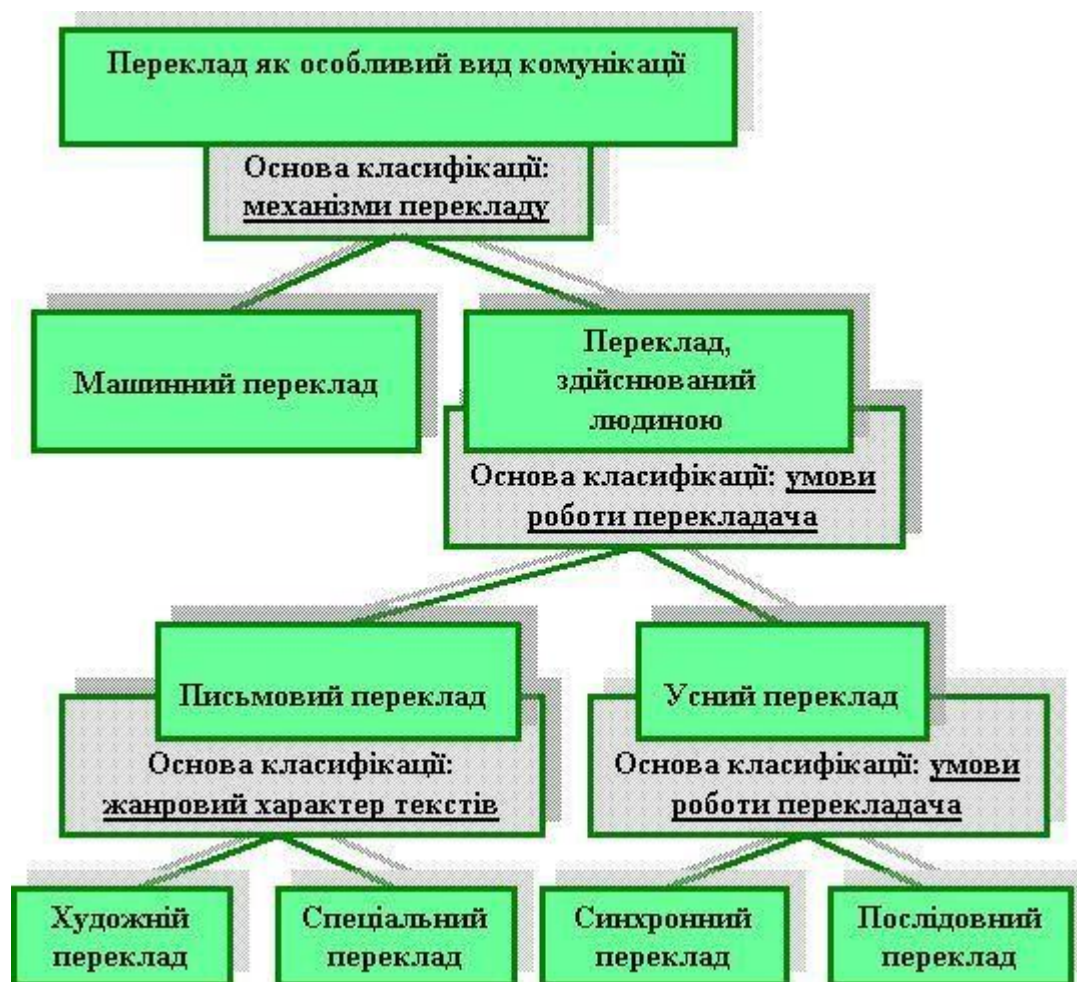 Переклад як особливий вид комунікації
Основа класифікації:
механізми перекладу
Машинний переклад
Переклад,
здійснюваний
людиною
Основа класифікації: умови
роботи перекладача
Письмовий переклад
Усний переклад
Основа класифікації:
жанровий характер текстів
Основа класифікації: умови
роботи перекладача
Художній
переклад
Спеціальний
переклад
Синхронний
переклад
Послідовний
переклад